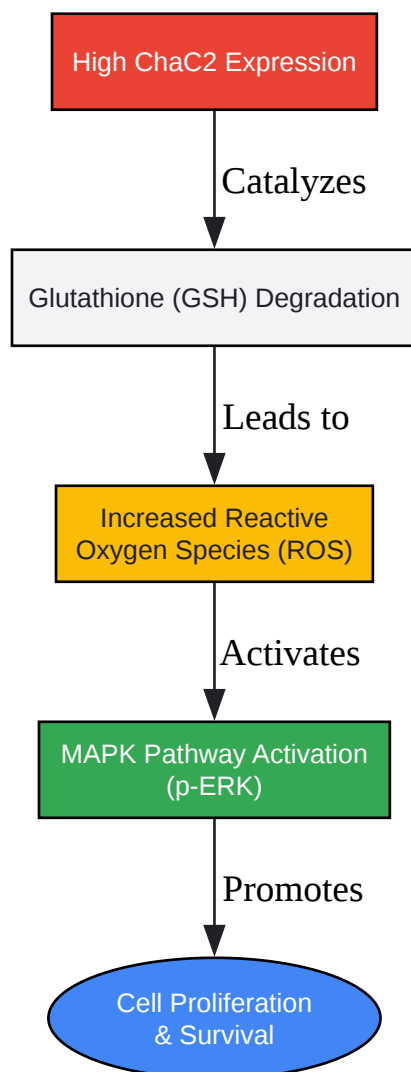 High ChaC2 Expression
Catalyzes
Glutathione (GSH) Degradation
Leads to
Increased Reactive
Oxygen Species (ROS)
Activates
MAPK Pathway Activation
(p-ERK)
Promotes
Cell Proliferation
& Survival